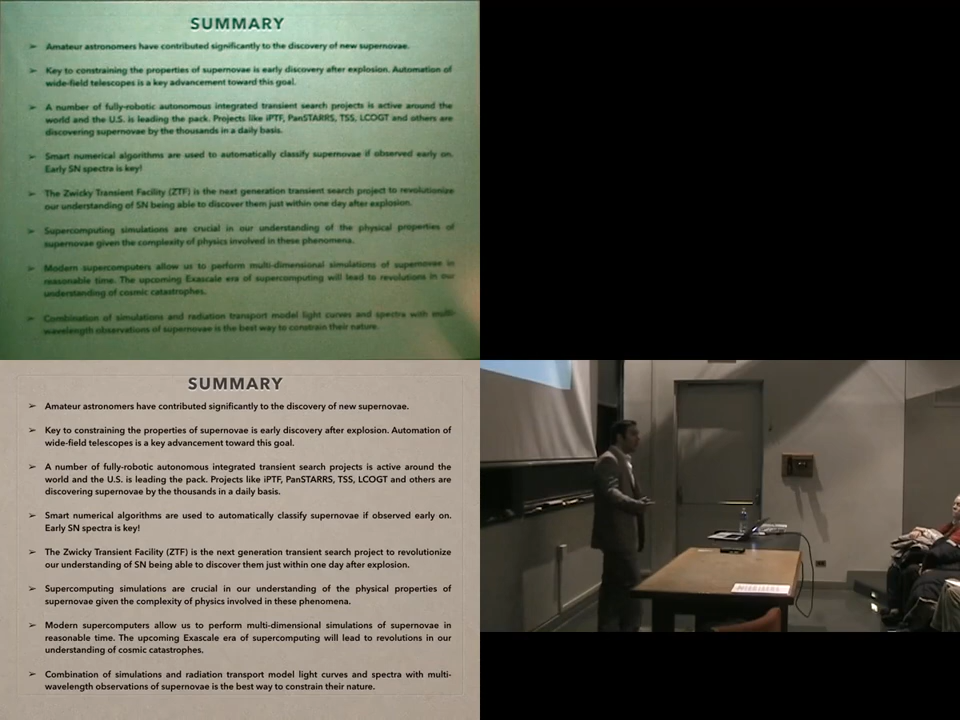 SUMMARY
➢ Amateur astronomers have contributed significantly to the discovery of new supernovae.
➢ Key to constraining the properties of supernovae is early discovery after explosion. Automation of
wide-field telescopes is a key advancement toward this goal.
➢ A number of fully-robotic autonomous integrated transient search projects is active around the
world and the U.S. is leading the pack. Projects like iPTF, PanSTARRS, TSS, LCOGT and others are
discovering supernovae by the thousands in a daily basis.
➢ Smart numerical algorithms are used to automatically classify supernovae if observed early on.
Early SN spectra is key!
➢ The Zwicky Transient Facility (ZTF) is the next generation transient search project to revolutionize
our understanding of SN being able to discover them just within one day after explosion.
➢ Supercomputing simulations are crucial in our understanding of the physical properties of
supernovae given the complexity of physics involved in these phenomena.
➢ Modern supercomputers allow us to perform multi-dimensional simulations of supernovae in
reasonable time. The upcoming Exascale era of supercomputing will lead to revolutions in our
understanding of cosmic catastrophes.
➢ Combination of simulations and radiation transport model light curves and spectra with multi-
wavelength observations of supernovae is the best way to constrain their nature.
SUMMARY
➢ Amateur astronomers have contributed significantly to the discovery of new supernovae.
➢ Key to constraining the properties of supernovae is early discovery after explosion. Automation of
wide-field telescopes is a key advancement toward this goal.
➢ A number of fully-robotic autonomous integrated transient search projects is active around the
world and the U.S. is leading the pack. Projects like iPTF, PanSTARRS, TSS, LCOGT and others are
discovering supernovae by the thousands in a daily basis.
➢ Smart numerical algorithms are used to automatically classify supernovae if observed early on.
Early SN spectra is key!
➢ The Zwicky Transient Facility (ZTF) is the next generation transient search project to revolutionize
our understanding of SN being able to discover them just within one day after explosion.
➢ Supercomputing simulations are crucial in our understanding of the physical properties of
supernovae given the complexity of physics involved in these phenomena.
➢ Modern supercomputers allow us to perform multi-dimensional simulations of supernovae in
reasonable time. The upcoming Exascale era of supercomputing will lead to revolutions in our
understanding of cosmic catastrophes.
➢ Combination of simulations and radiation transport model light curves and spectra with multi-
wavelength observations of supernovae is the best way to constrain their nature.